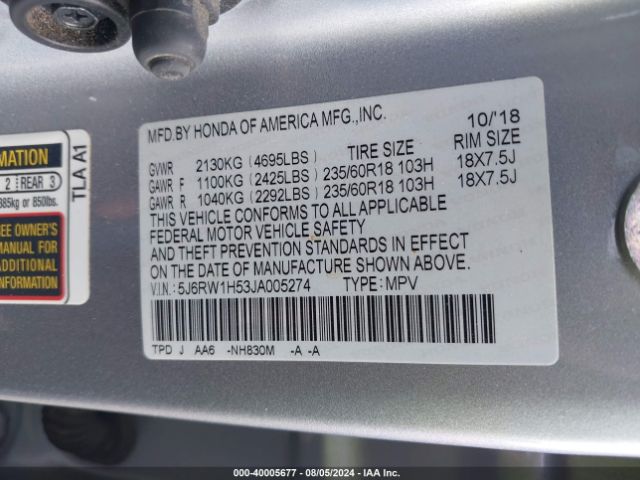 MFD.BY HONDA OF AMERICA MFG.,INC. 10/'18
GVWR 2130KG (4695LBS) TIRE SIZE RIM SIZE
GAWR F 1100KG (2425LBS) 235/60R18 103H 18X7.5J
GAWR R 1040KG (2292LBS) 235/60R18 103H 18X7.5J
THIS VEHICLE CONFORMS TO ALL APPLICABLE
FEDERAL MOTOR VEHICLE SAFETY
AND THEFT PREVENTION STANDARDS IN EFFECT
ON THE DATE OF MANUFACTURE SHOWN ABOVE.
V.I.N.: 5J6RW1H53JA005274 TYPE:MPV
TPD J AA6 -NH830M -A -A
TLA A1
2 REAR 3
385kg or 850lbs.
OWNER'S
MANUAL FOR
ADDITIONAL
INFORMATION
000-40005677 - 08/05/2024 - IAA Inc.